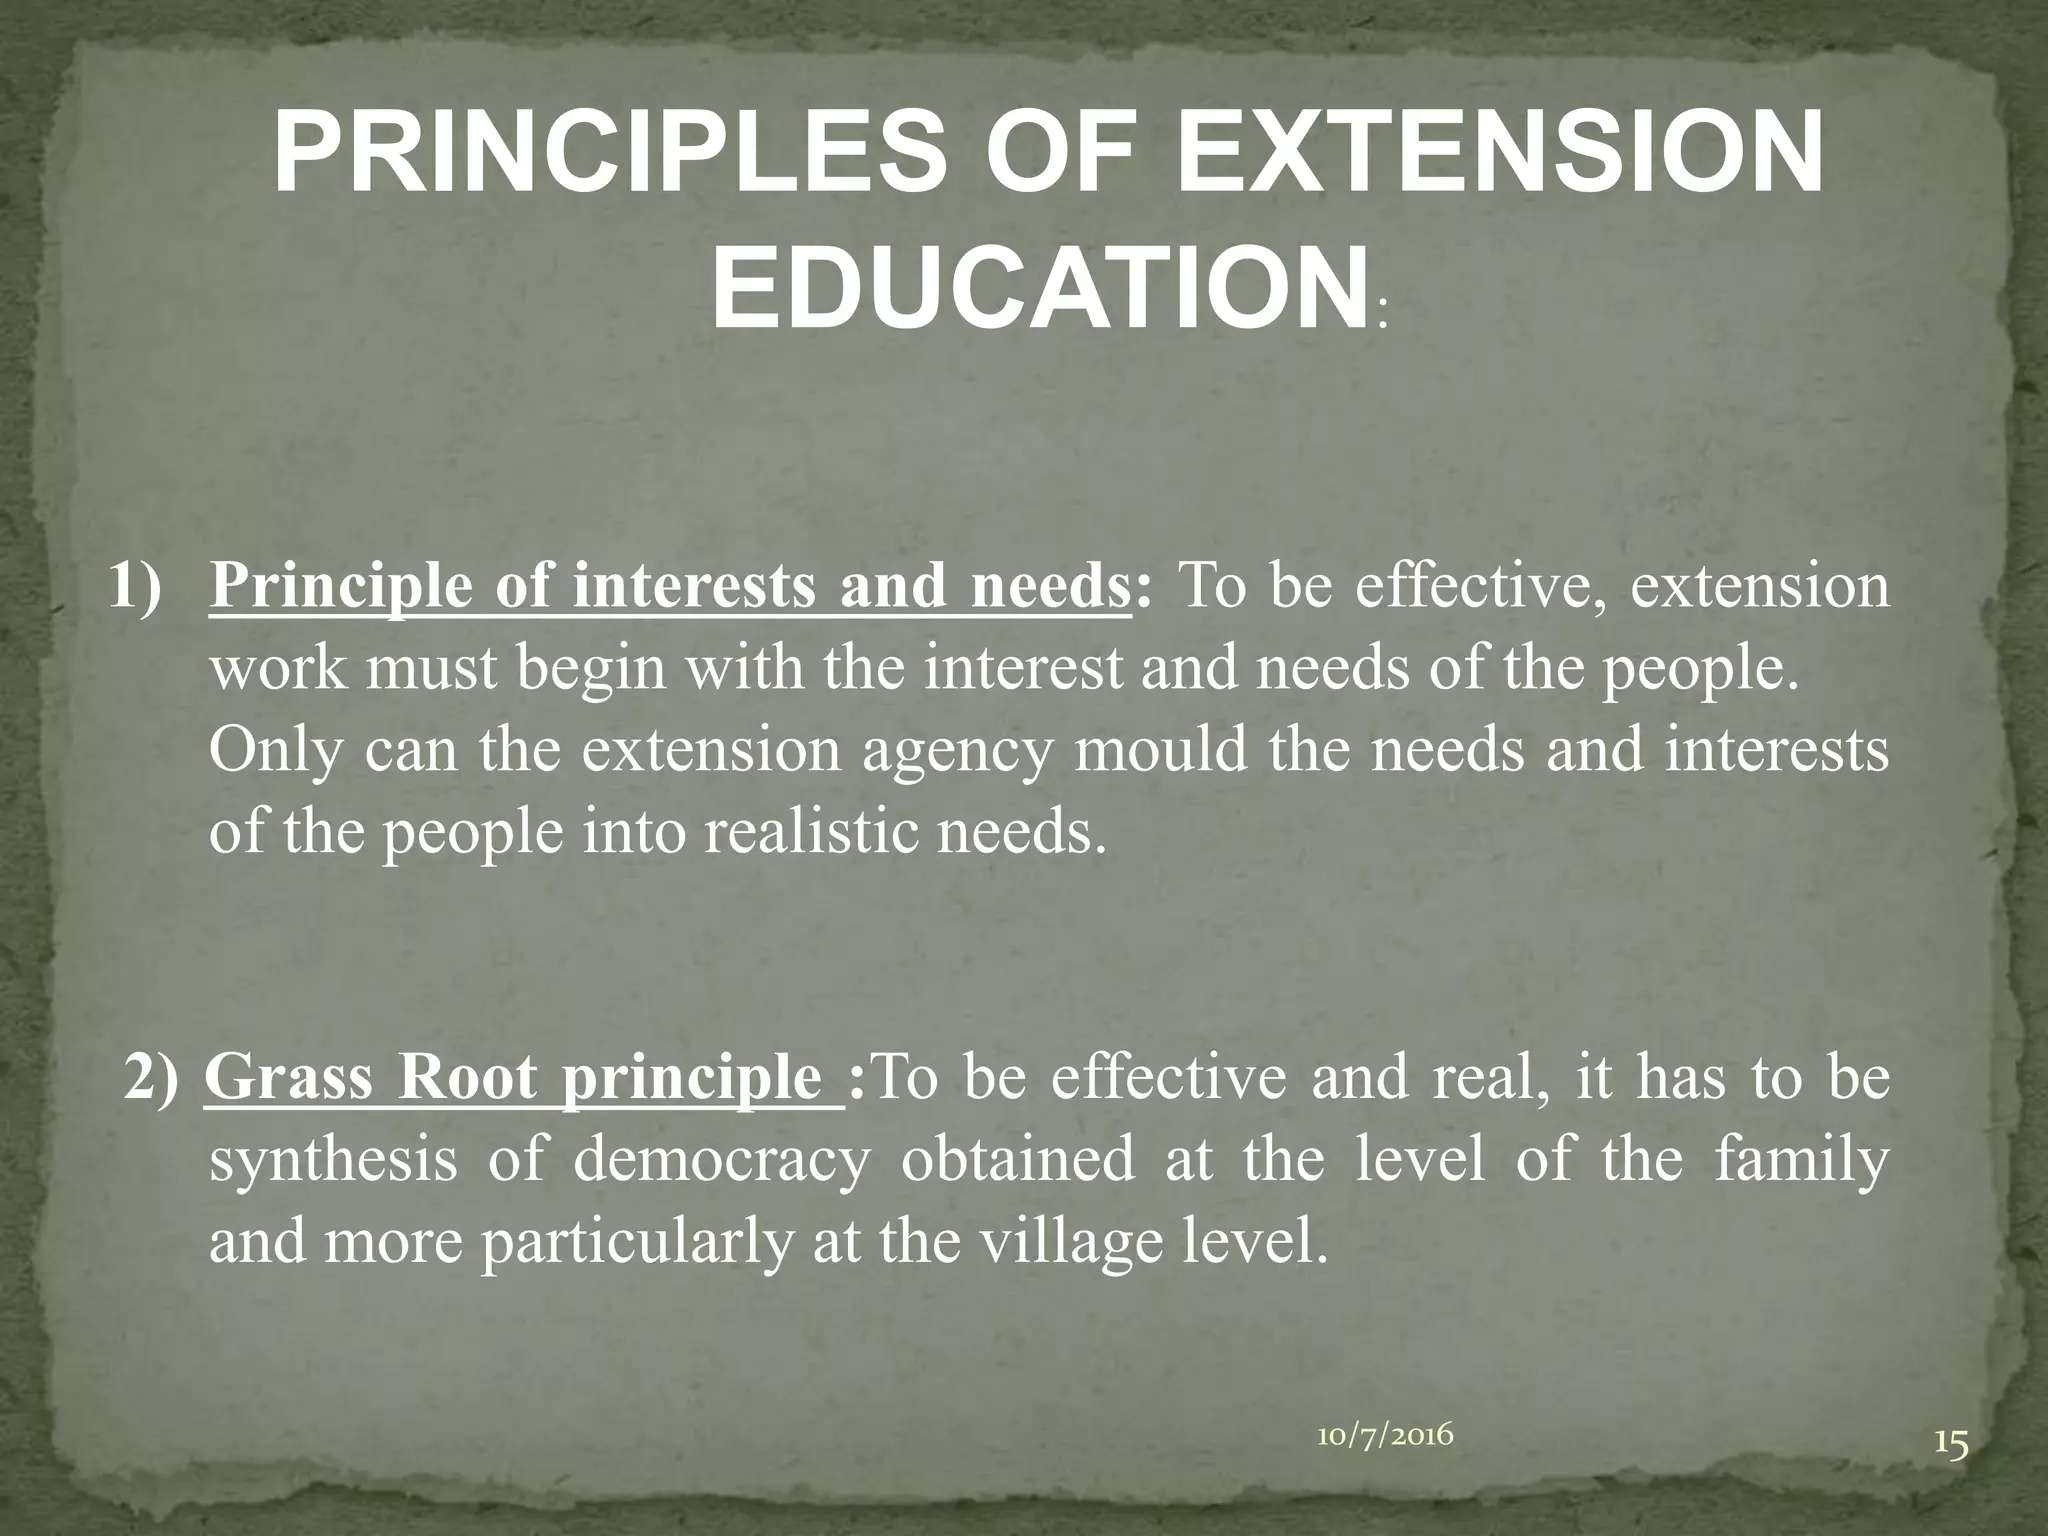 PRINCIPLES OF EXTENSION
EDUCATION:
1) Principle of interests and needs: To be effective, extension
work must begin with the interest and needs of the people.
Only can the extension agency mould the needs and interests
of the people into realistic needs.
2) Grass Root principle :To be effective and real, it has to be
synthesis of democracy obtained at the level of the family
and more particularly at the village level.
10/7/2016
15